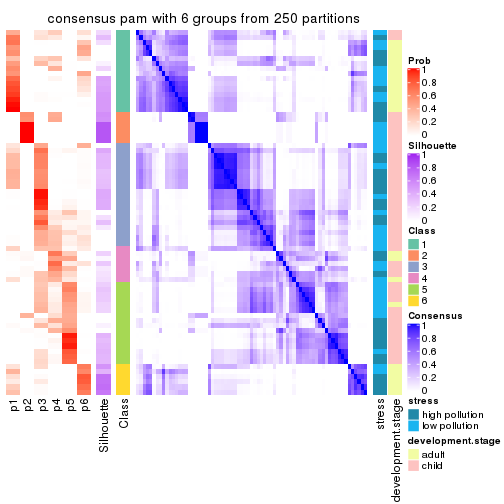 consensus pam with 6 groups from 250 partitions
Prob
1
0.8
0.6
0.4
0.2
0
Silhouette
1
0.8
0.6
0.4
0.2
0
Class
1
2
3
4
5
6
Consensus
1
0.8
0.6
0.4
0.2
0
stress
high pollution
low pollution
development.stage
adult
child
p1
p2
p3
p4
p5
p6
Silhouette
Class
stress
development.stage